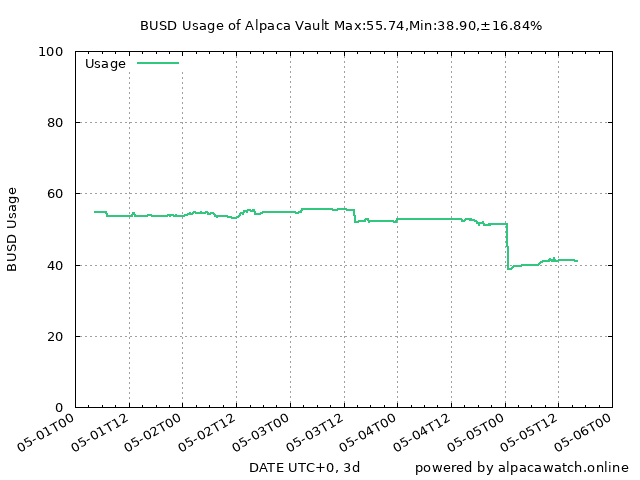 BUSD Usage of Alpaca Vault Max:55.74,Min:38.90,±16.84%
100
Usage
80
60
BUSD Usage
40
20
0
05-01T00
05-01T12
05-02T00
05-02T12
05-03T00
05-03T12
05-04T00
05-04T12
05-05T00
05-05T12
05-06T00
DATE UTC+0, 3d
powered by alpacawatch.online